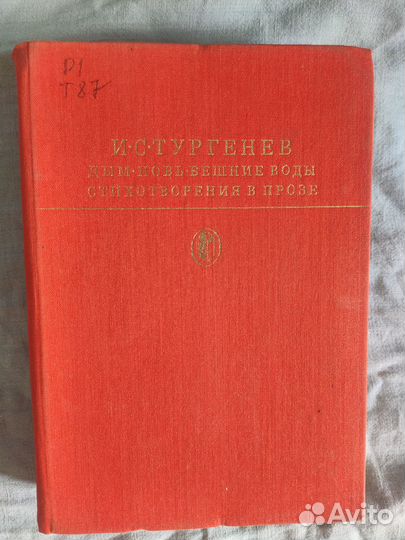 Р1
Т87
И·С·ТУРГЕНЕВ
ДЫМ·НОВЬ·ВЕШНИЕ ВОДЫ
СТИХОТВОРЕНИЯ В ПРОЗЕ
Avito